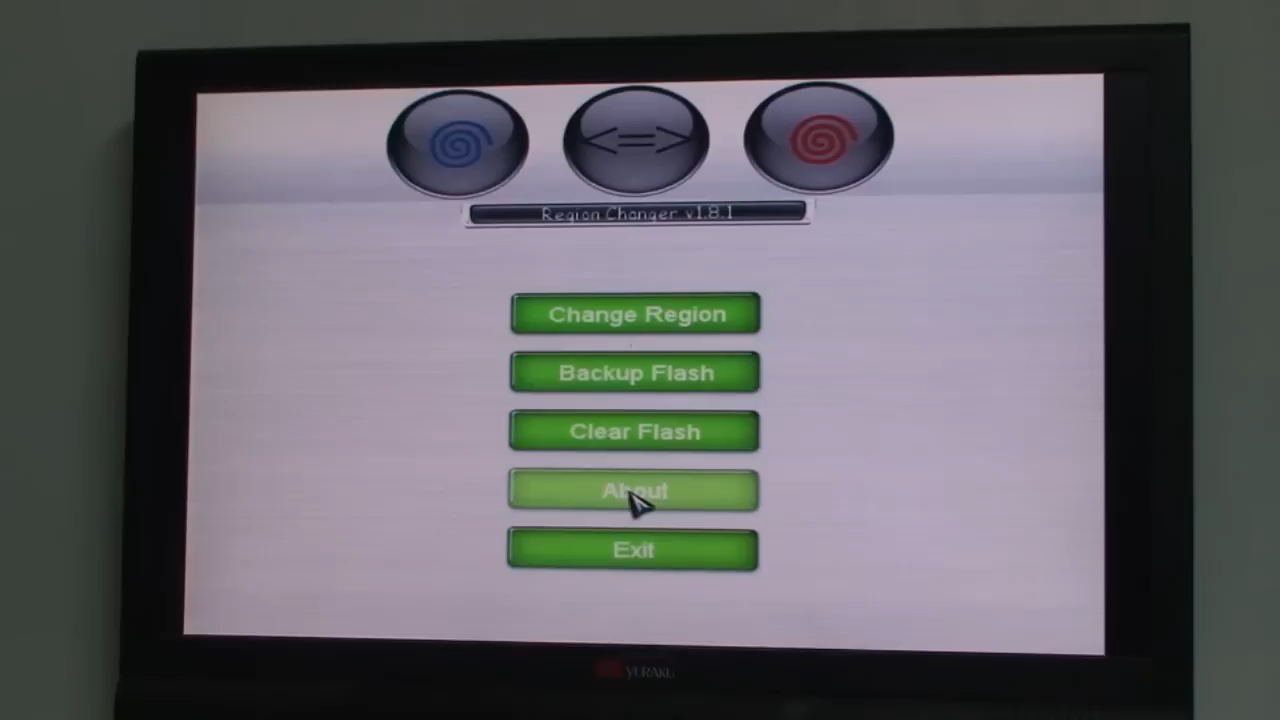 <=>
Region Changer v1.8.1
Change Region
Backup Flash
Clear Flash
About
Exit